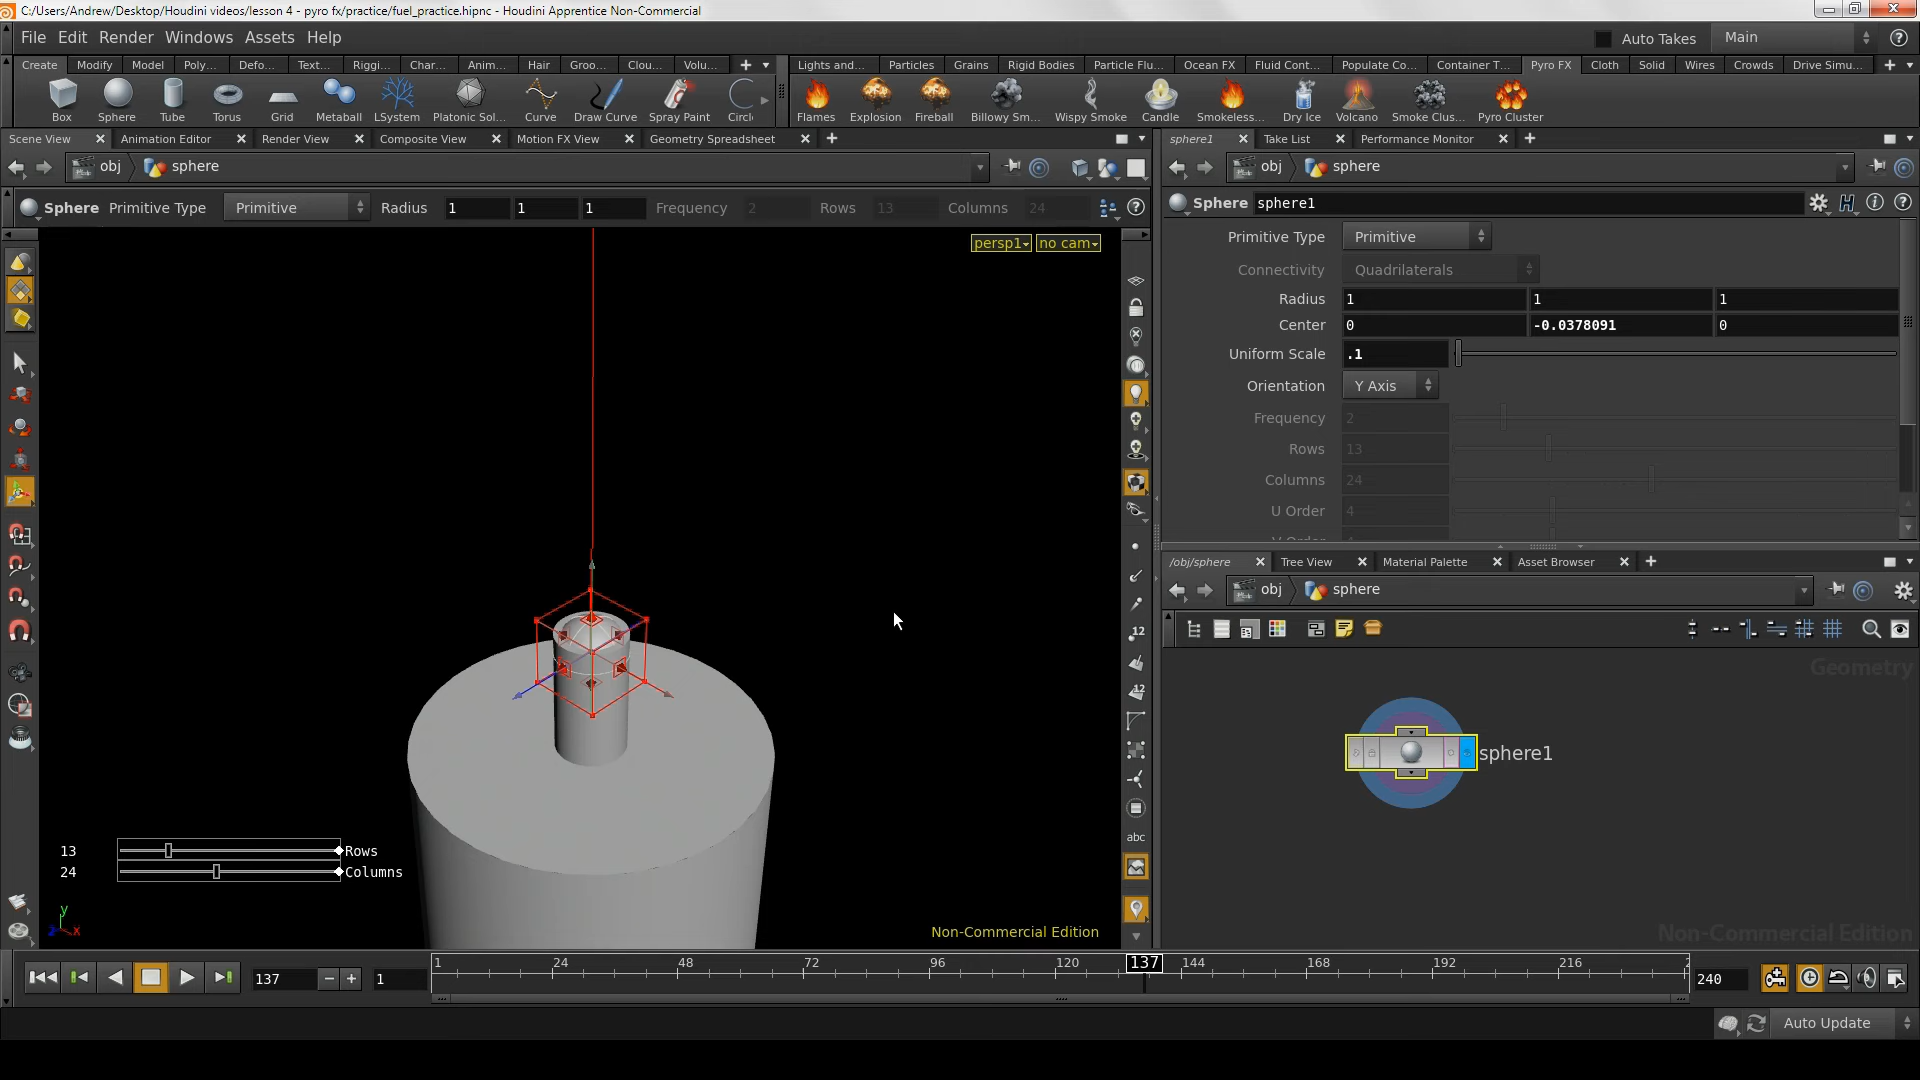 C:/Users/Andrew/Desktop/Houdini videos/lesson 4 - pyro fx/practice/fuel_practice.hipnc - Houdini Apprentice Non-Commercial
File Edit Render Windows Assets Help
Auto Takes Main
Create Modify Model Poly... Defo... Text... Riggi... Char... Anim... Hair Groo... Clou... Volu...
Lights and... Particles Grains Rigid Bodies Particle Flu... Ocean FX Fluid Cont... Populate Co... Container T... Pyro FX Cloth Solid Wires Crowds Drive Simu...
Box Sphere Tube Torus Grid Metaball LSystem Platonic Sol... Curve Draw Curve Spray Paint Circl
Flames Explosion Fireball Billowy Sm... Wispy Smoke Candle Smokeless... Dry Ice Volcano Smoke Clus... Pyro Cluster
Scene View Animation Editor Render View Composite View Motion FX View Geometry Spreadsheet
sphere1 Take List Performance Monitor
obj sphere
obj sphere
Sphere Primitive Type Primitive Radius 1 1 1 Frequency 2 Rows 13 Columns 24
Sphere sphere1
persp1 no cam
Primitive Type Primitive
Connectivity Quadrilaterals
Radius 1 1 1
Center 0 -0.0378091 0
Uniform Scale .1
Orientation Y Axis
Frequency 2
Rows 13
Columns 24
U Order 4
/obj/sphere Tree View Material Palette Asset Browser
obj sphere
12
12
abc
Geometry
sphere1
13 Rows
24 Columns
y
z x
Non-Commercial Edition
Non-Commercial Edition
137 1 1 24 48 72 96 120 137 144 168 192 216 2 240
Auto Update